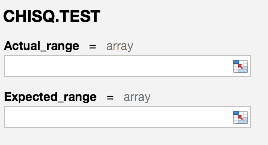 CHISQ.TEST
Actual_range = array
Expected_range = array